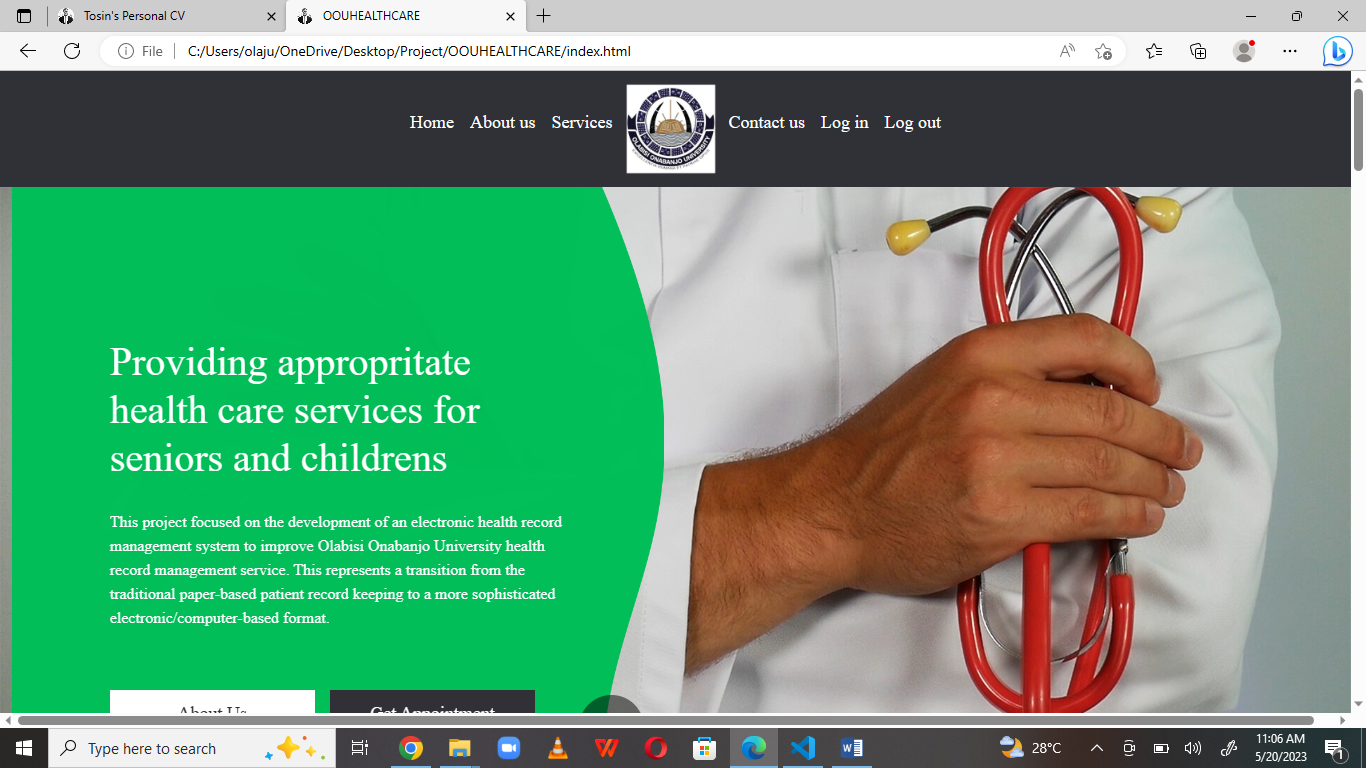 Tosin's Personal CV
OOUHEALTHCARE
File
C:/Users/olaju/OneDrive/Desktop/Project/OOUHEALTHCARE/index.html
Home About us Services Contact us Log in Log out
OLABISI ONABANJO UNIVERSITY
Providing appropritate
health care services for
seniors and childrens
This project focused on the development of an electronic health record
management system to improve Olabisi Onabanjo University health
record management service. This represents a transition from the
traditional paper-based patient record keeping to a more sophisticated
electronic/computer-based format.
About Us Get Appointment
Type here to search
28°C
11:06 AM
5/20/2023
1